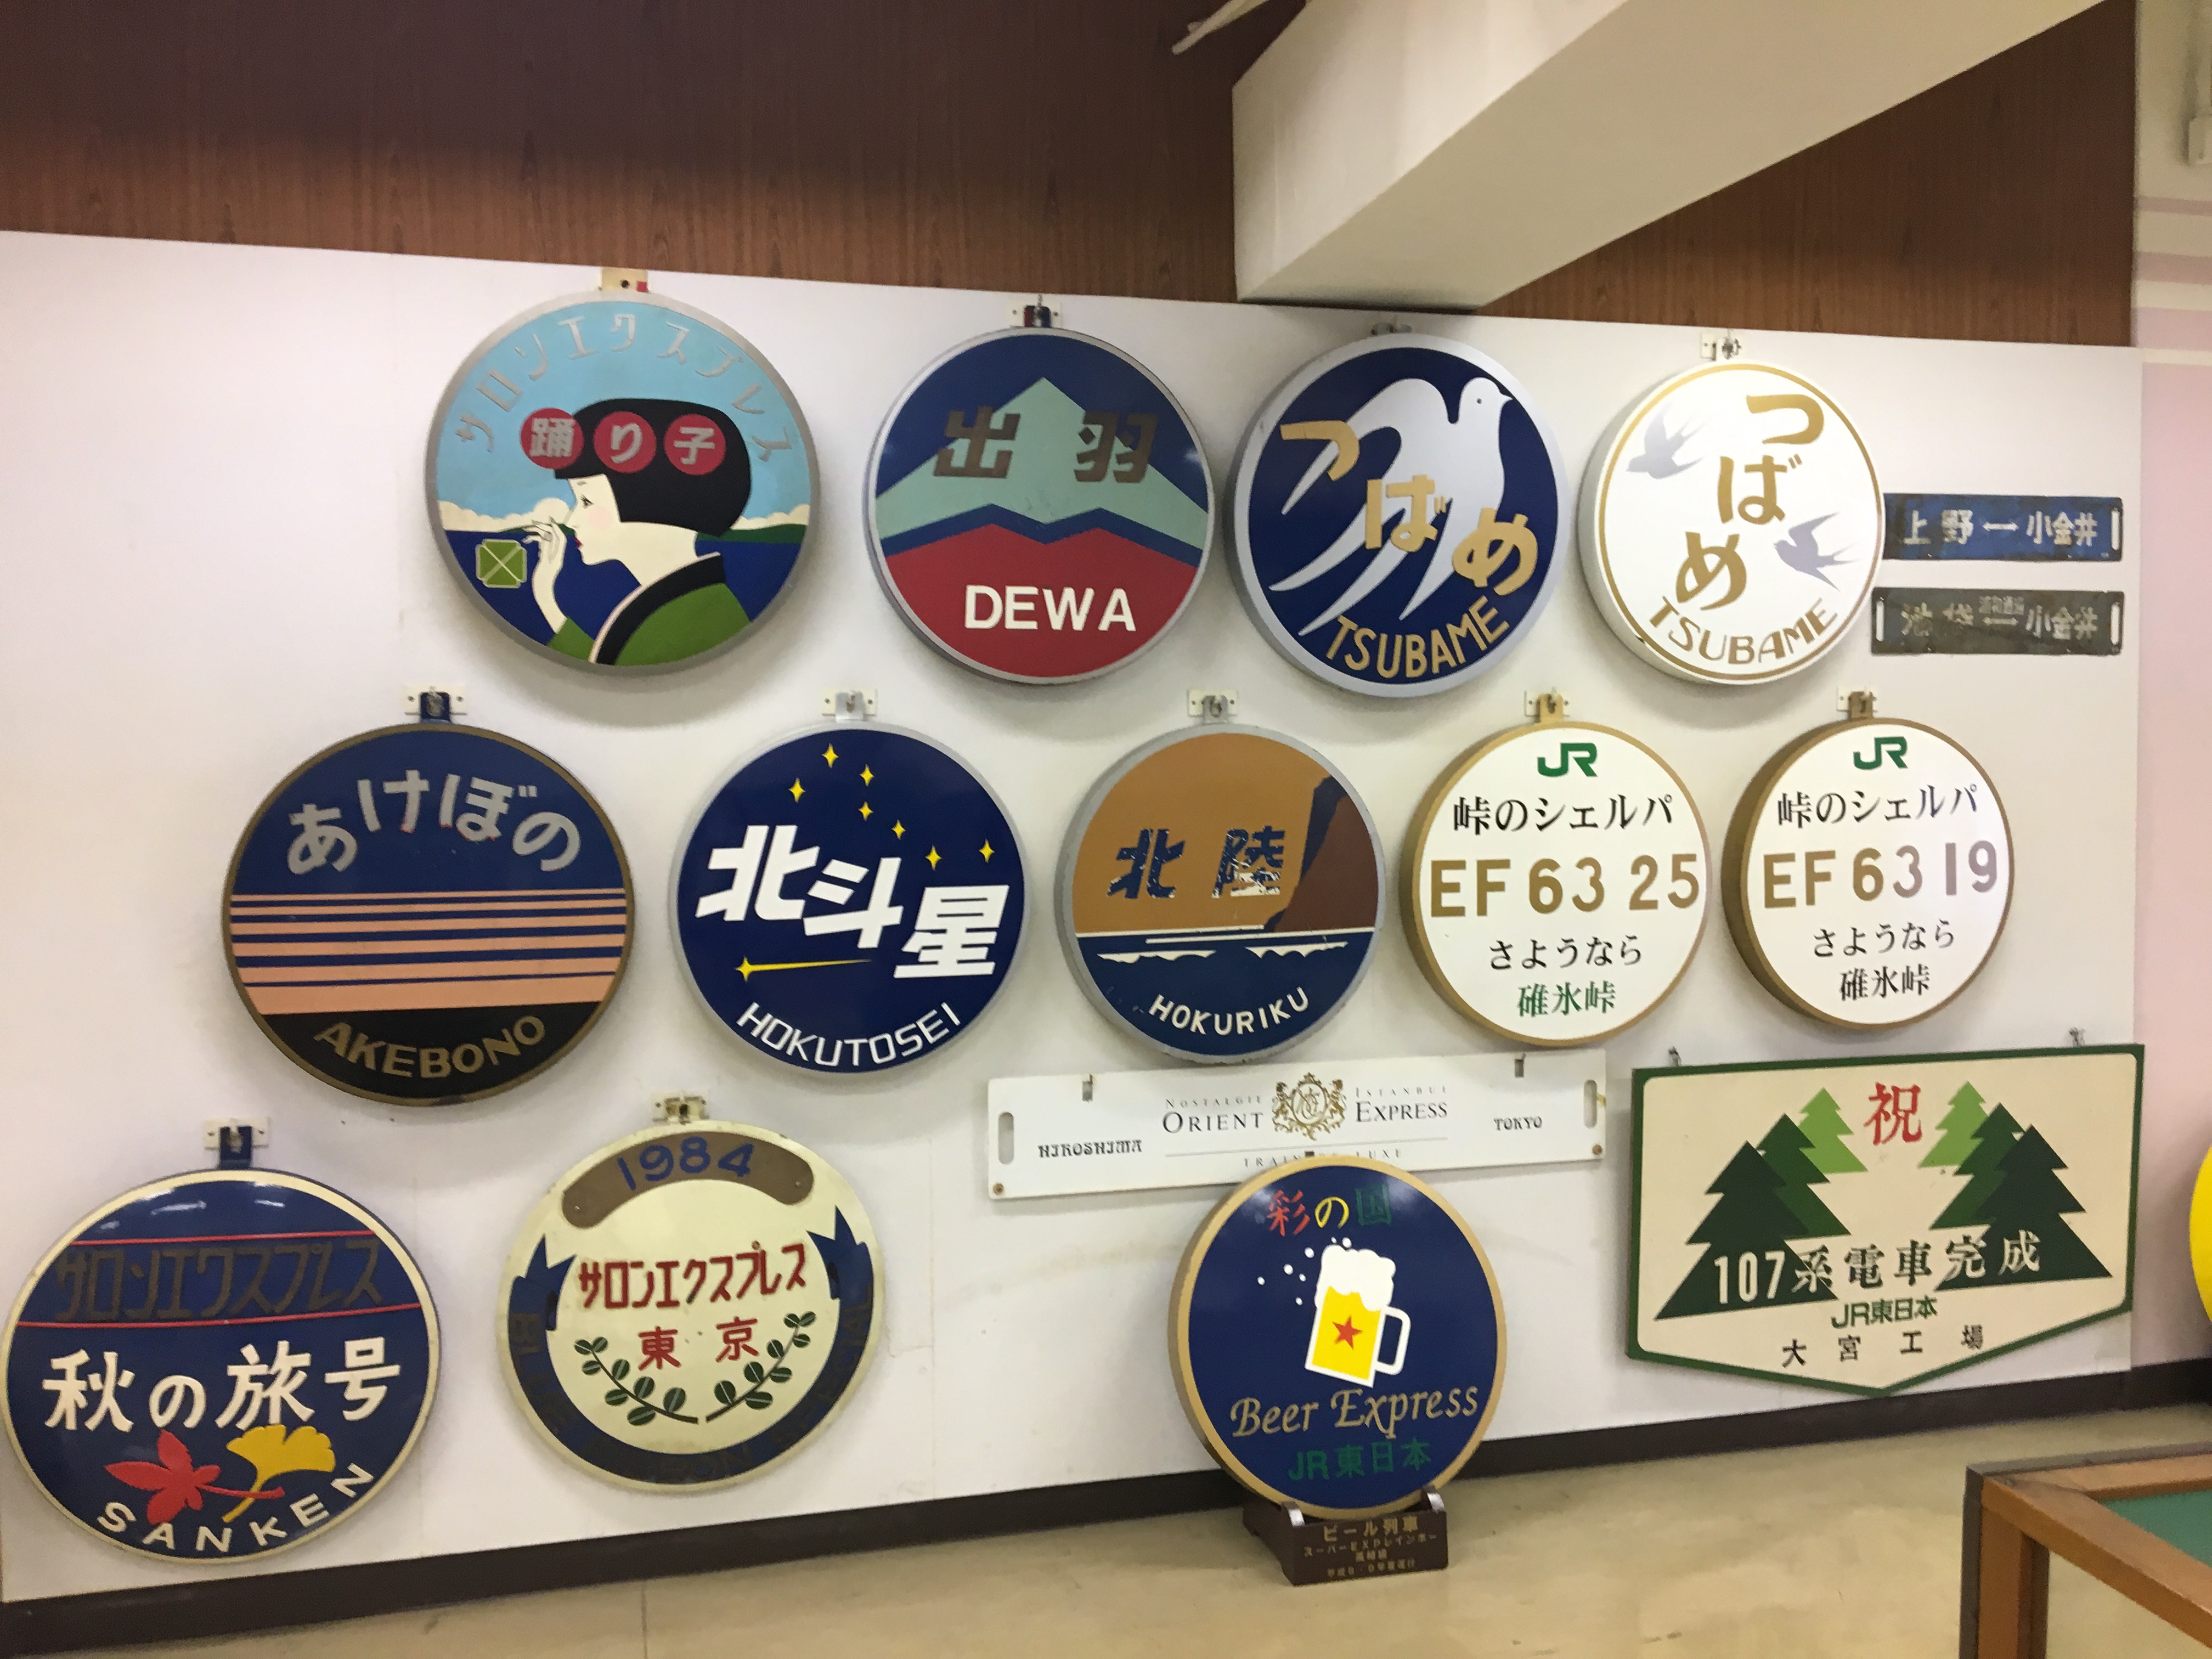 サロンエクスプレス
踊り子
出羽
DEWA
つばめ
TSUBAME
つばめ
TSUBAME
上野⟷小金井
池袋⟷小金井
あけぼの
AKEBONO
北斗星
HOKUTOSEI
北陸
HOKURIKU
JR
峠のシェルパ
EF 63 25
さようなら
碓氷峠
JR
峠のシェルパ
EF 63 19
さようなら
碓氷峠
サロンエクスプレス
秋の旅号
SANKEN
1984
サロンエクスプレス
東京
NOSTALGIE ISTANBUL
ORIENT EXPRESS
HIROSHIMA
TOKYO
彩の国
Beer Express
JR東日本
ビール列車
祝
107系電車完成
JR東日本
大宮工場